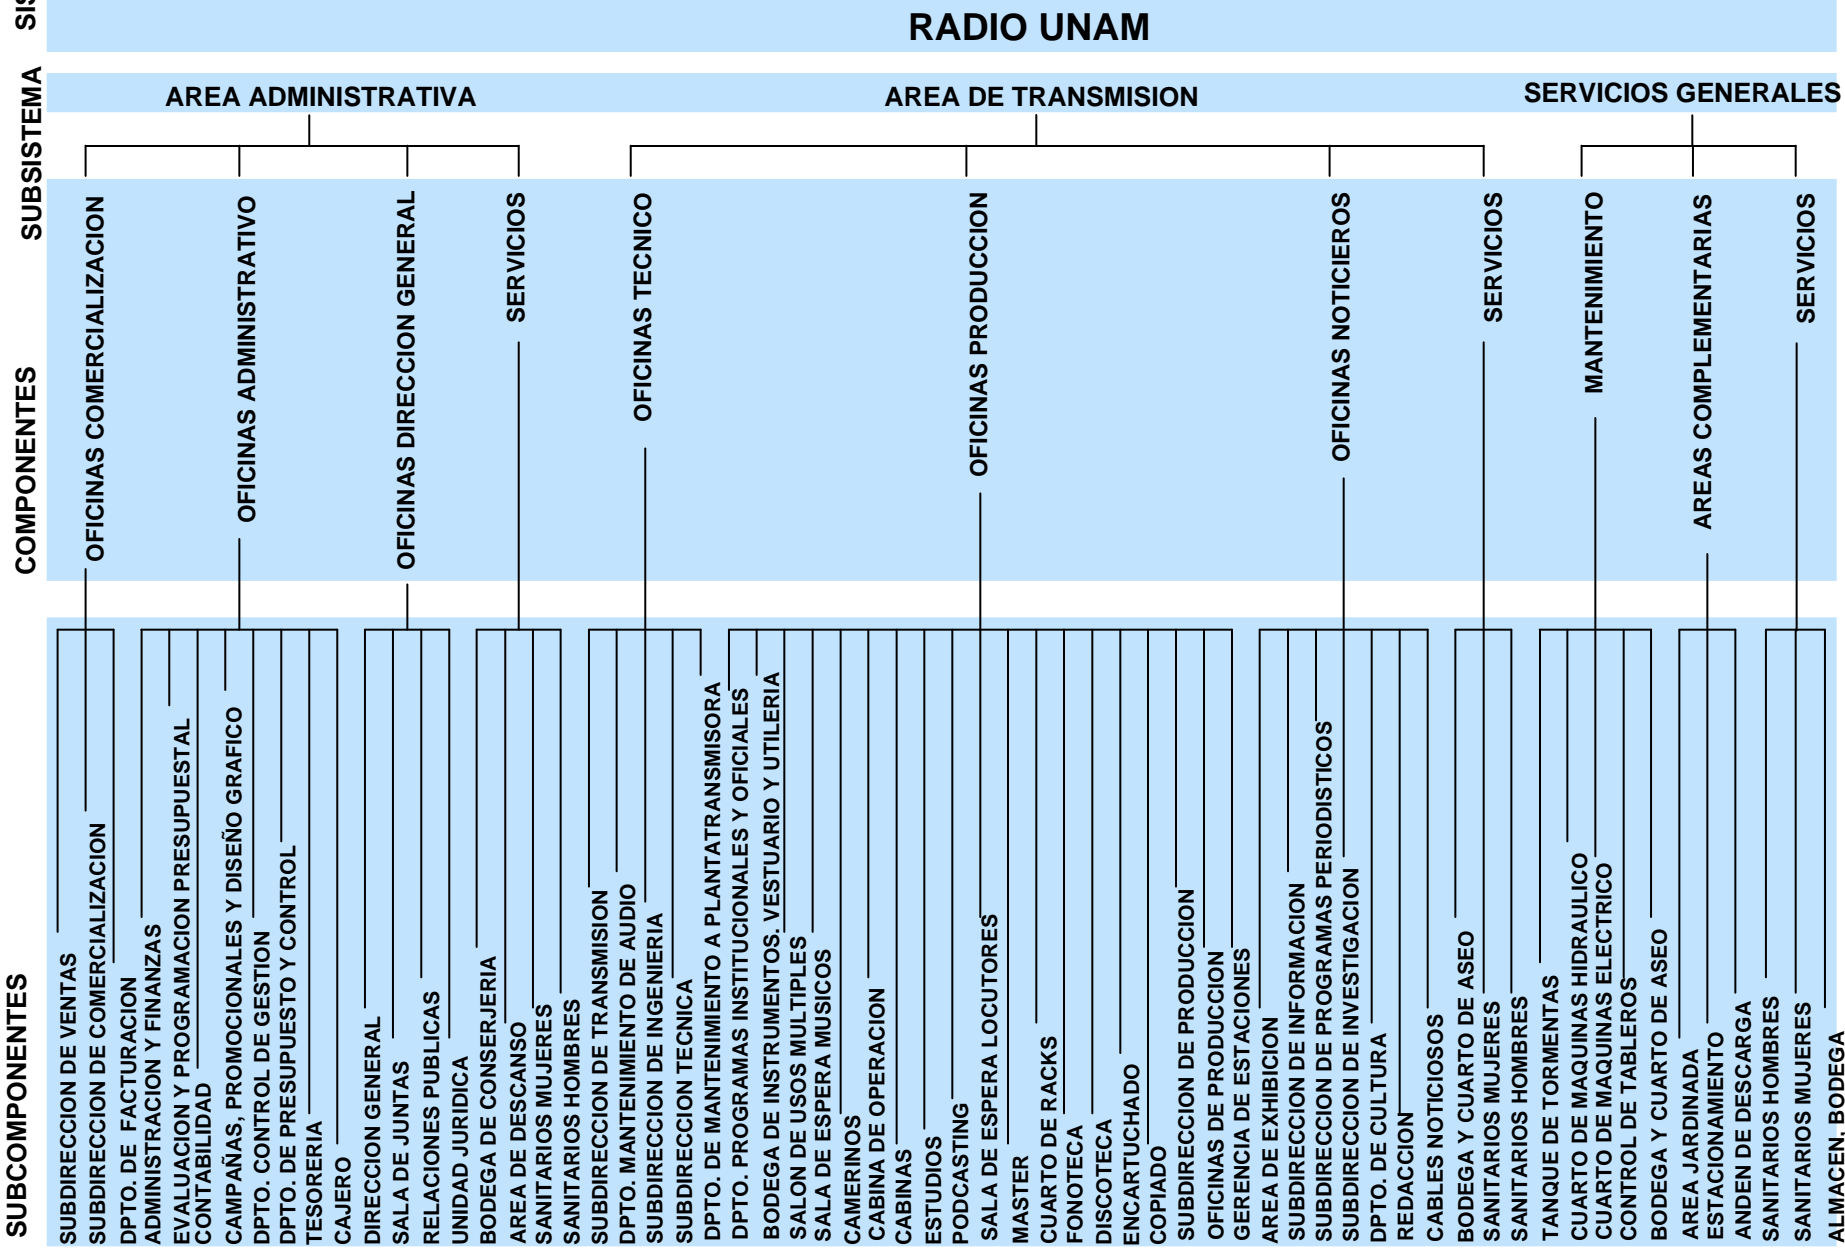 SIS
RADIO UNAM
SUBSISTEMA
AREA ADMINISTRATIVA
AREA DE TRANSMISION
SERVICIOS GENERALES
COMPONENTES
OFICINAS COMERCIALIZACION
OFICINAS ADMINISTRATIVO
OFICINAS DIRECCION GENERAL
SERVICIOS
OFICINAS TECNICO
OFICINAS PRODUCCION
OFICINAS NOTICIEROS
SERVICIOS
MANTENIMIENTO
AREAS COMPLEMENTARIAS
SERVICIOS
SUBCOMPONENTES
SUBDIRECCION DE VENTAS
SUBDIRECCION DE COMERCIALIZACION
DPTO. DE FACTURACION
ADMINISTRACION Y FINANZAS
EVALUACION Y PROGRAMACION PRESUPUESTAL
CONTABILIDAD
CAMPAÑAS, PROMOCIONALES Y DISEÑO GRAFICO
DPTO. CONTROL DE GESTION
DPTO. DE PRESUPUESTO Y CONTROL
TESORERIA
CAJERO
DIRECCION GENERAL
SALA DE JUNTAS
RELACIONES PUBLICAS
UNIDAD JURIDICA
BODEGA DE CONSERJERIA
AREA DE DESCANSO
SANITARIOS MUJERES
SANITARIOS HOMBRES
SUBDIRECCION DE TRANSMISION
DPTO. MANTENIMIENTO DE AUDIO
SUBDIRECCION DE INGENIERIA
SUBDIRECCION TECNICA
DPTO. DE MANTENIMIENTO A PLANTATRANSMISORA
DPTO. PROGRAMAS INSTITUCIONALES Y OFICIALES
BODEGA DE INSTRUMENTOS. VESTUARIO Y UTILERIA
SALON DE USOS MULTIPLES
SALA DE ESPERA MUSICOS
CAMERINOS
CABINA DE OPERACION
CABINAS
ESTUDIOS
PODCASTING
SALA DE ESPERA LOCUTORES
MASTER
CUARTO DE RACKS
FONOTECA
DISCOTECA
ENCARTUCHADO
COPIADO
SUBDIRECCION DE PRODUCCION
OFICINAS DE PRODUCCION
GERENCIA DE ESTACIONES
AREA DE EXHIBICION
SUBDIRECCION DE INFORMACION
SUBDIRECCION DE PROGRAMAS PERIODISTICOS
SUBDIRECCION DE INVESTIGACION
DPTO. DE CULTURA
REDACCION
CABLES NOTICIOSOS
BODEGA Y CUARTO DE ASEO
SANITARIOS MUJERES
SANITARIOS HOMBRES
TANQUE DE TORMENTAS
CUARTO DE MAQUINAS HIDRAULICO
CUARTO DE MAQUINAS ELECTRICO
CONTROL DE TABLEROS
BODEGA Y CUARTO DE ASEO
AREA JARDINADA
ESTACIONAMIENTO
ANDEN DE DESCARGA
SANITARIOS HOMBRES
SANITARIOS MUJERES
ALMACEN. BODEGA